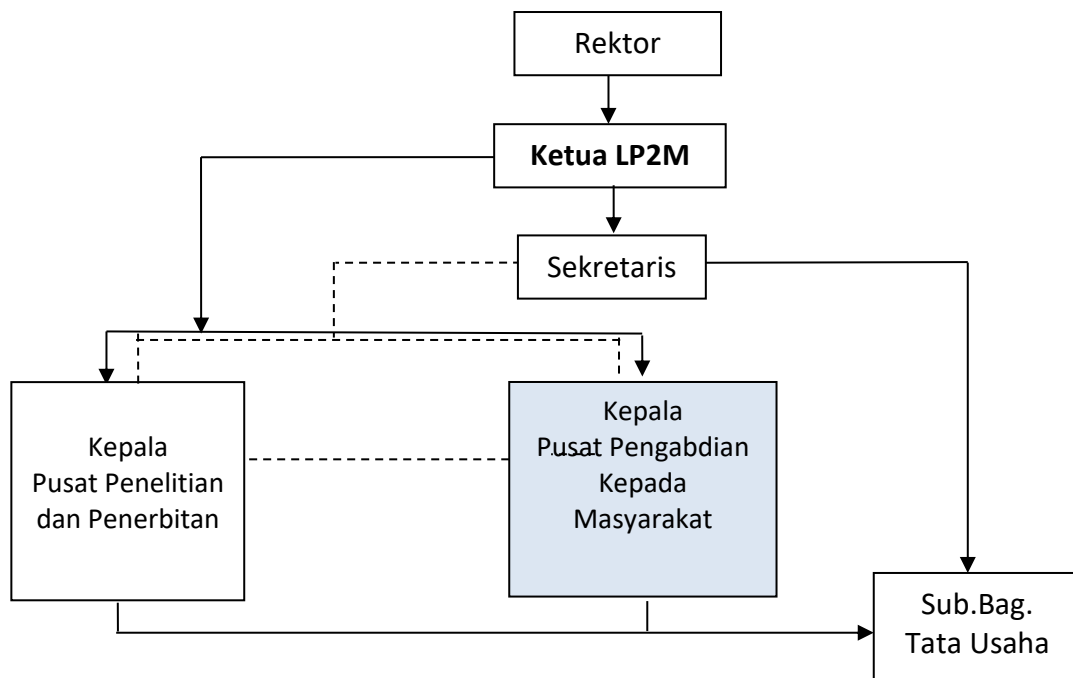 Rektor
Ketua LP2M
Sekretaris
Kepala
Pusat Penelitian
dan Penerbitan
Kepala
Pusat Pengabdian
Kepada
Masyarakat
Sub.Bag.
Tata Usaha